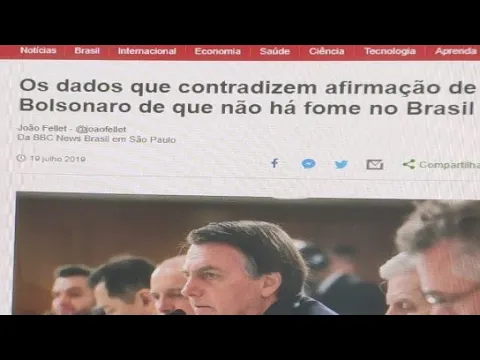 Notícias Brasil Internacional Economia Saúde Ciência Tecnologia Aprenda
Os dados que contradizem afirmação de
Bolsonaro de que não há fome no Brasil
João Fellet - @joaofellet
Da BBC News Brasil em São Paulo
19 julho 2019
Compartilha